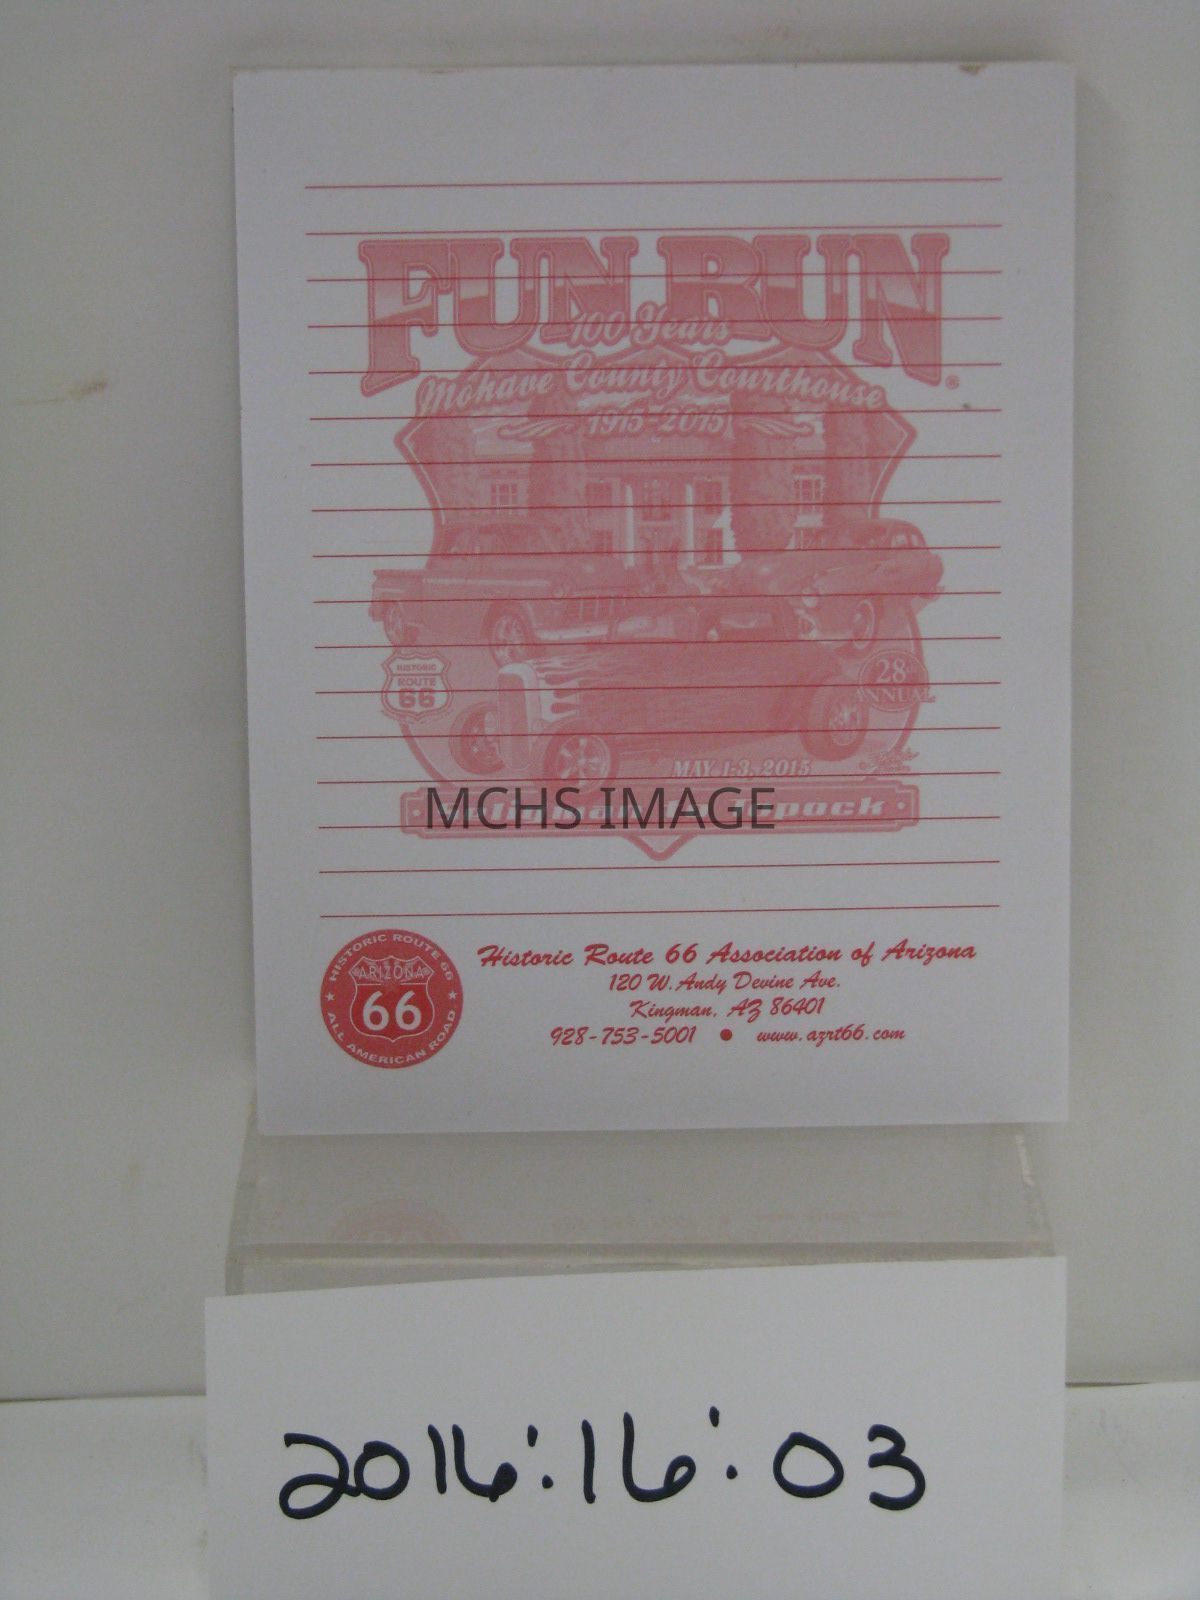 FUN RUN®
100 Years
Mohave County Courthouse
1915-2015
HISTORIC
ROUTE
66
28th
ANNUAL
MAY 1-3, 2015
MCHS IMAGE
Topock
HISTORIC ROUTE 66
ARIZONA
66
ALL AMERICAN ROAD
Historic Route 66 Association of Arizona
120 W. Andy Devine Ave.
Kingman, AZ 86401
928-753-5001 • www.azrt66.com
2016:16:03